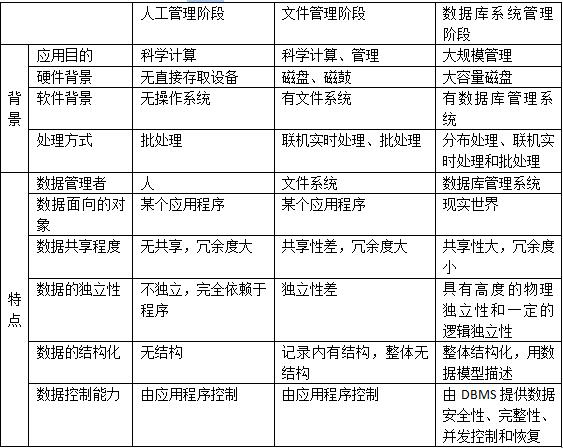 人工管理阶段 文件管理阶段 数据库系统管理
阶段
背
景
应用目的 科学计算 科学计算、管理 大规模管理
硬件背景 无直接存取设备 磁盘、磁鼓 大容量磁盘
软件背景 无操作系统 有文件系统 有数据库管理系
统
处理方式 批处理 联机实时处理、批处理 分布处理、联机实
时处理和批处理
特
点
数据管理者 人 文件系统 数据库管理系统
数据面向的对 某个应用程序 某个应用程序 现实世界
象
数据共享程度 无共享，冗余度大 共享性差，冗余度大 共享性大，冗余度
小
数据的独立性 不独立，完全依赖于 独立性差 具有高度的物理
程序 独立性和一定的
逻辑独立性
数据的结构化 无结构 记录内有结构，整体无 整体结构化，用数
结构 据模型描述
数据控制能力 由应用程序控制 由应用程序控制 由 DBMS 提供数据
安全性、完整性、
并发控制和恢复